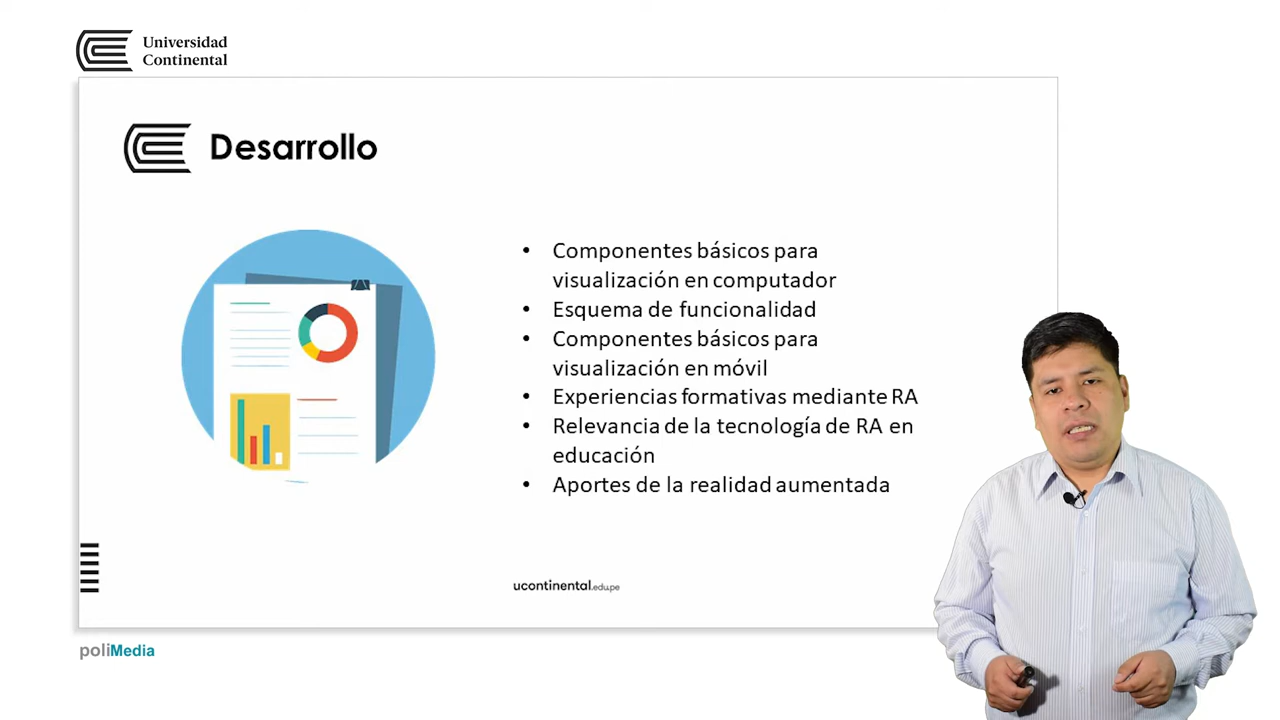 Universidad
Continental
Desarrollo
• Componentes básicos para
visualización en computador
• Esquema de funcionalidad
• Componentes básicos para
visualización en móvil
• Experiencias formativas mediante RA
• Relevancia de la tecnología de RA en
educación
• Aportes de la realidad aumentada
ucontinental.edu.pe
poliMedia